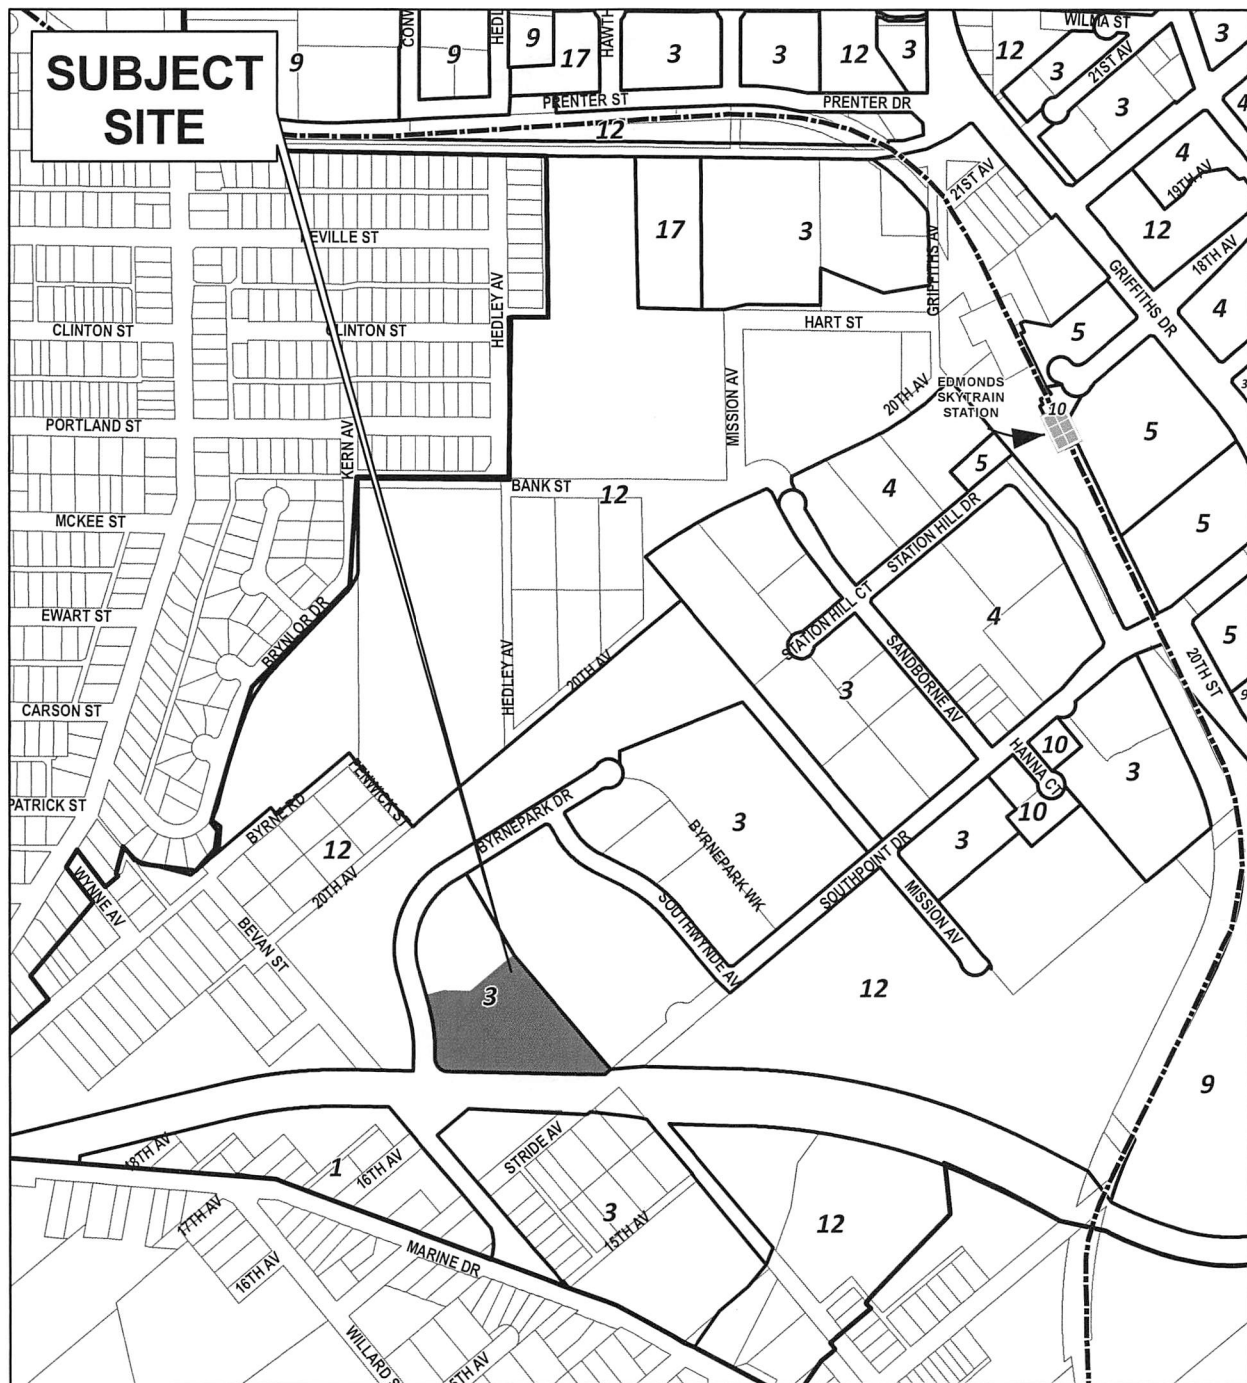 SUBJECT
SITE
9
9
9
17
3
3
12
3
12
WILMA ST
3
21ST AV
3
3
4
PRENTER ST
PRENTER DR
12
4
19TH AV
12
18TH AV
4
21ST AV
NEVILLE ST
17
3
GRIFFITHS AV
GRIFFITHS DR
HEDLEY AV
CLINTON ST
CLINTON ST
HART ST
5
MISSION AV
20TH AV
EDMONDS
SKYTRAIN
STATION
10
5
PORTLAND ST
KERN AV
5
4
BANK ST
12
STATION HILL DR
5
MCKEE ST
EWART ST
BRYNLOR DR
STATION HILL CT
4
5
20TH ST
9
HEDLEY AV
20TH AV
SANDBORNE AV
3
CARSON ST
10
HANNA CT
3
10
PATRICK ST
BYRNE RD
FENWICK ST
BYRNEPARK DR
3
BYRNEPARK WK
SOUTHPOINT DR
3
12
20TH AV
WYNNE AV
BEVAN ST
SOUTHWYNDE AV
MISSION AV
3
12
9
18TH AV
1
16TH AV
STRIDE AV
3
15TH AV
12
17TH AV
16TH AV
MARINE DR